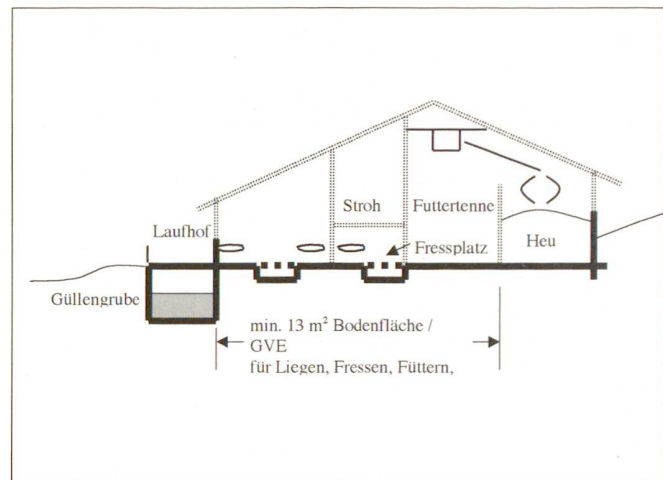 Stroh
Futtertenne
Laufhof
Fressplatz
Heu
Güllengrube
min. 13 m² Bodenfläche /
GVE
für Liegen, Fressen, Füttern,